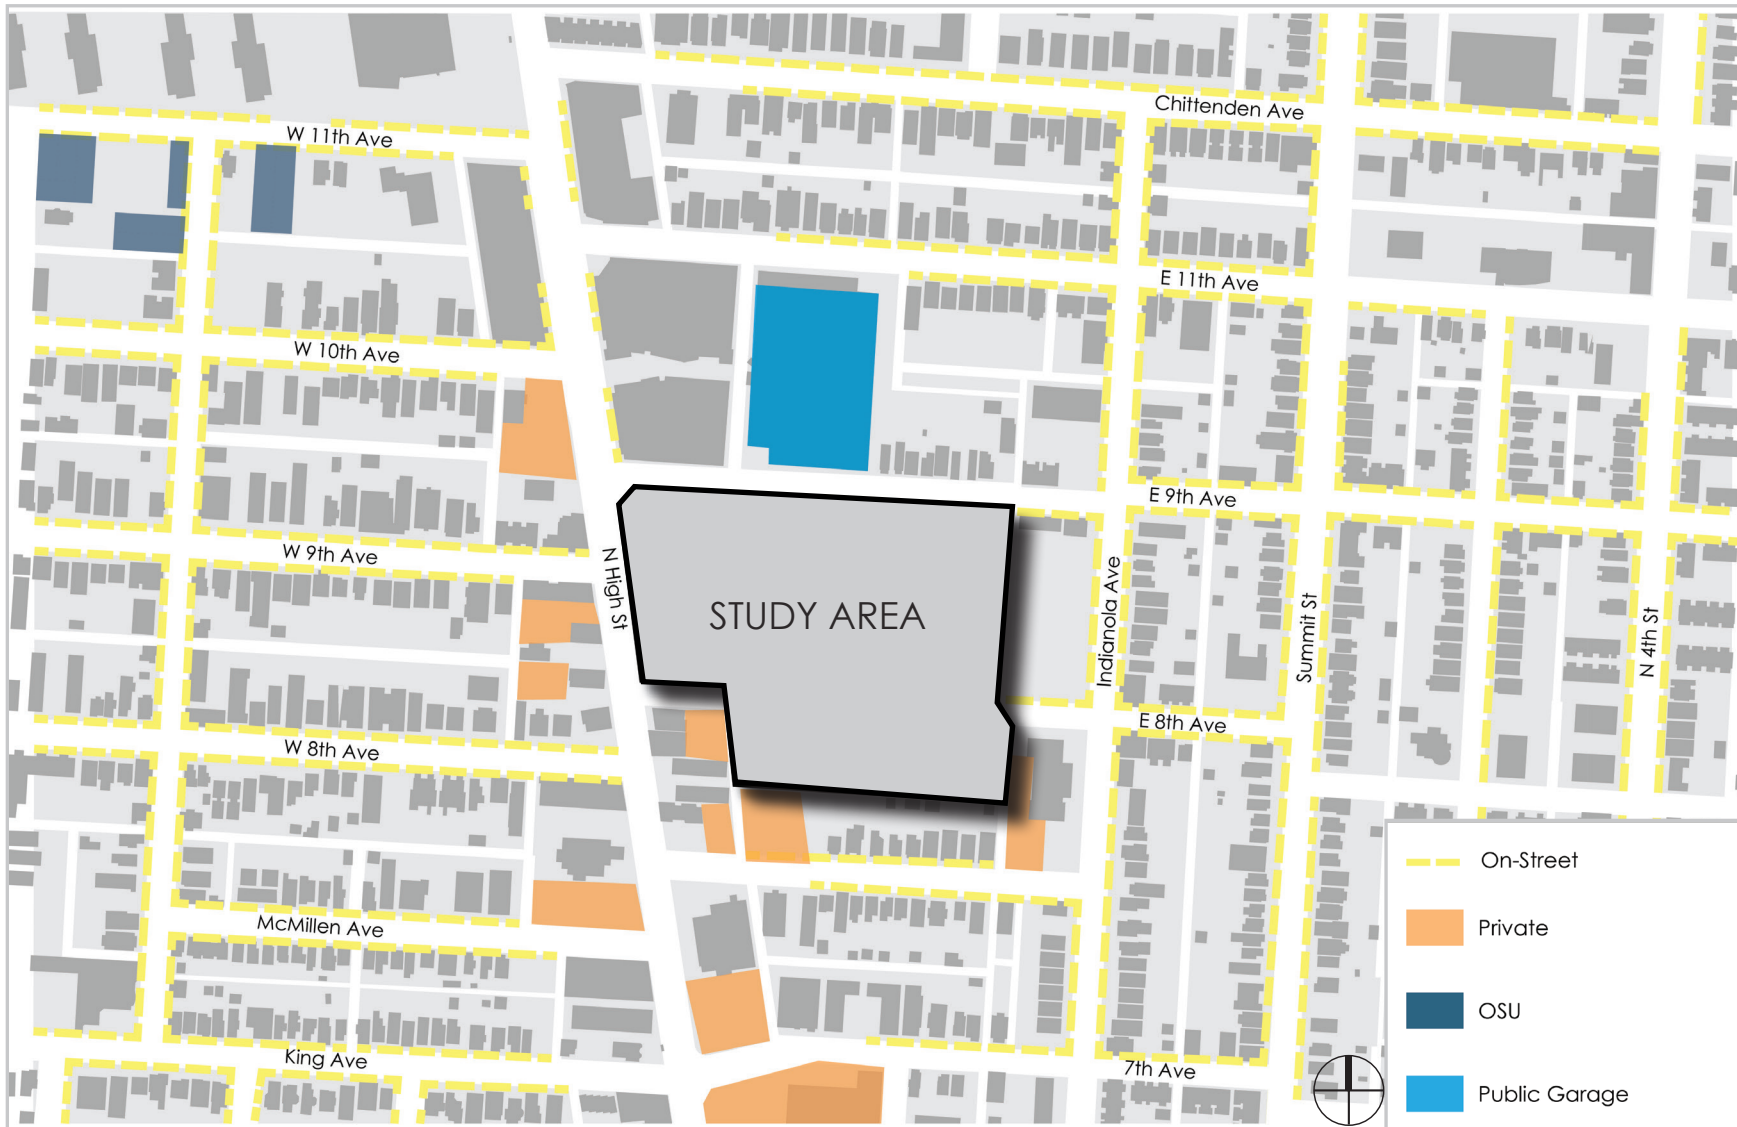 Chittenden Ave
W 11th Ave
E 11th Ave
W 10th Ave
E 9th Ave
W 9th Ave
N High St
STUDY AREA
Indianola Ave
Summit St
N 4th St
E 8th Ave
W 8th Ave
McMillen Ave
King Ave
7th Ave
On-Street
Private
OSU
Public Garage